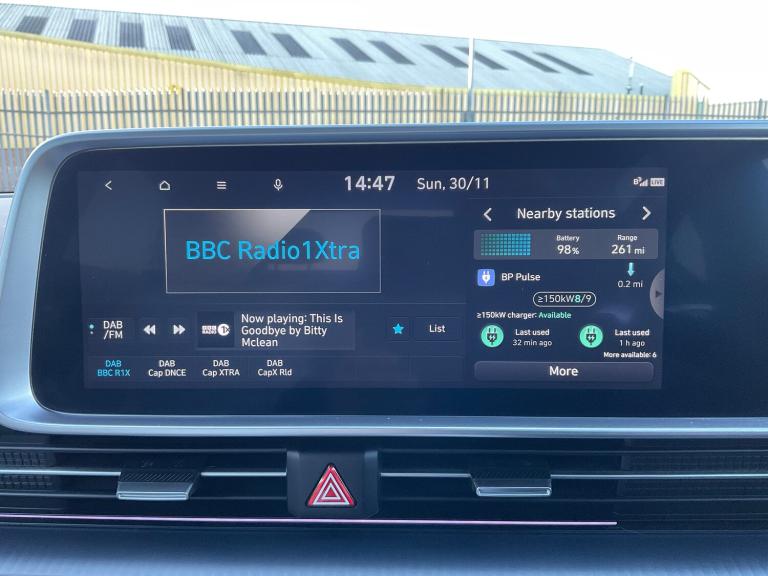 14:47 Sun, 30/11
LIVE
BBC Radio1Xtra
DAB
/FM
Now playing: This Is
Goodbye by Bitty
Mclean
List
DAB
BBC R1X
DAB
Cap DNCE
DAB
Cap XTRA
DAB
CapX Rld
Nearby stations
Battery
98%
Range
261 mi
BP Pulse
0.2 mi
≥150kW8/9
≥150kW charger: Available
Last used
32 min ago
Last used
1 h ago
More available: 6
More